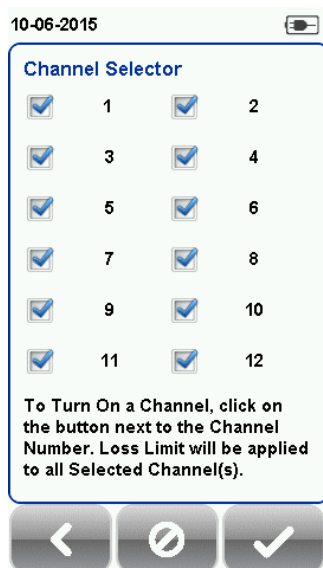 10-06-2015
Channel Selector
1 2
3 4
5 6
7 8
9 10
11 12
To Turn On a Channel, click on
the button next to the Channel
Number. Loss Limit will be applied
to all Selected Channel(s).